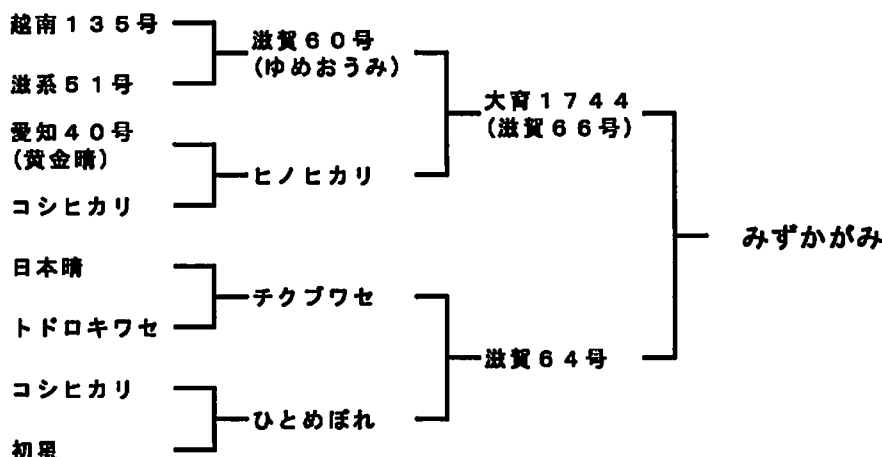 越南135号
滋賀60号
(ゆめおうみ)
滋系51号
大育1744
(滋賀66号)
愛知40号
(黄金晴)
ヒノヒカリ
コシヒカリ
みずかがみ
日本晴
チクブワセ
トドロキワセ
滋賀64号
コシヒカリ
ひとめぼれ
初星